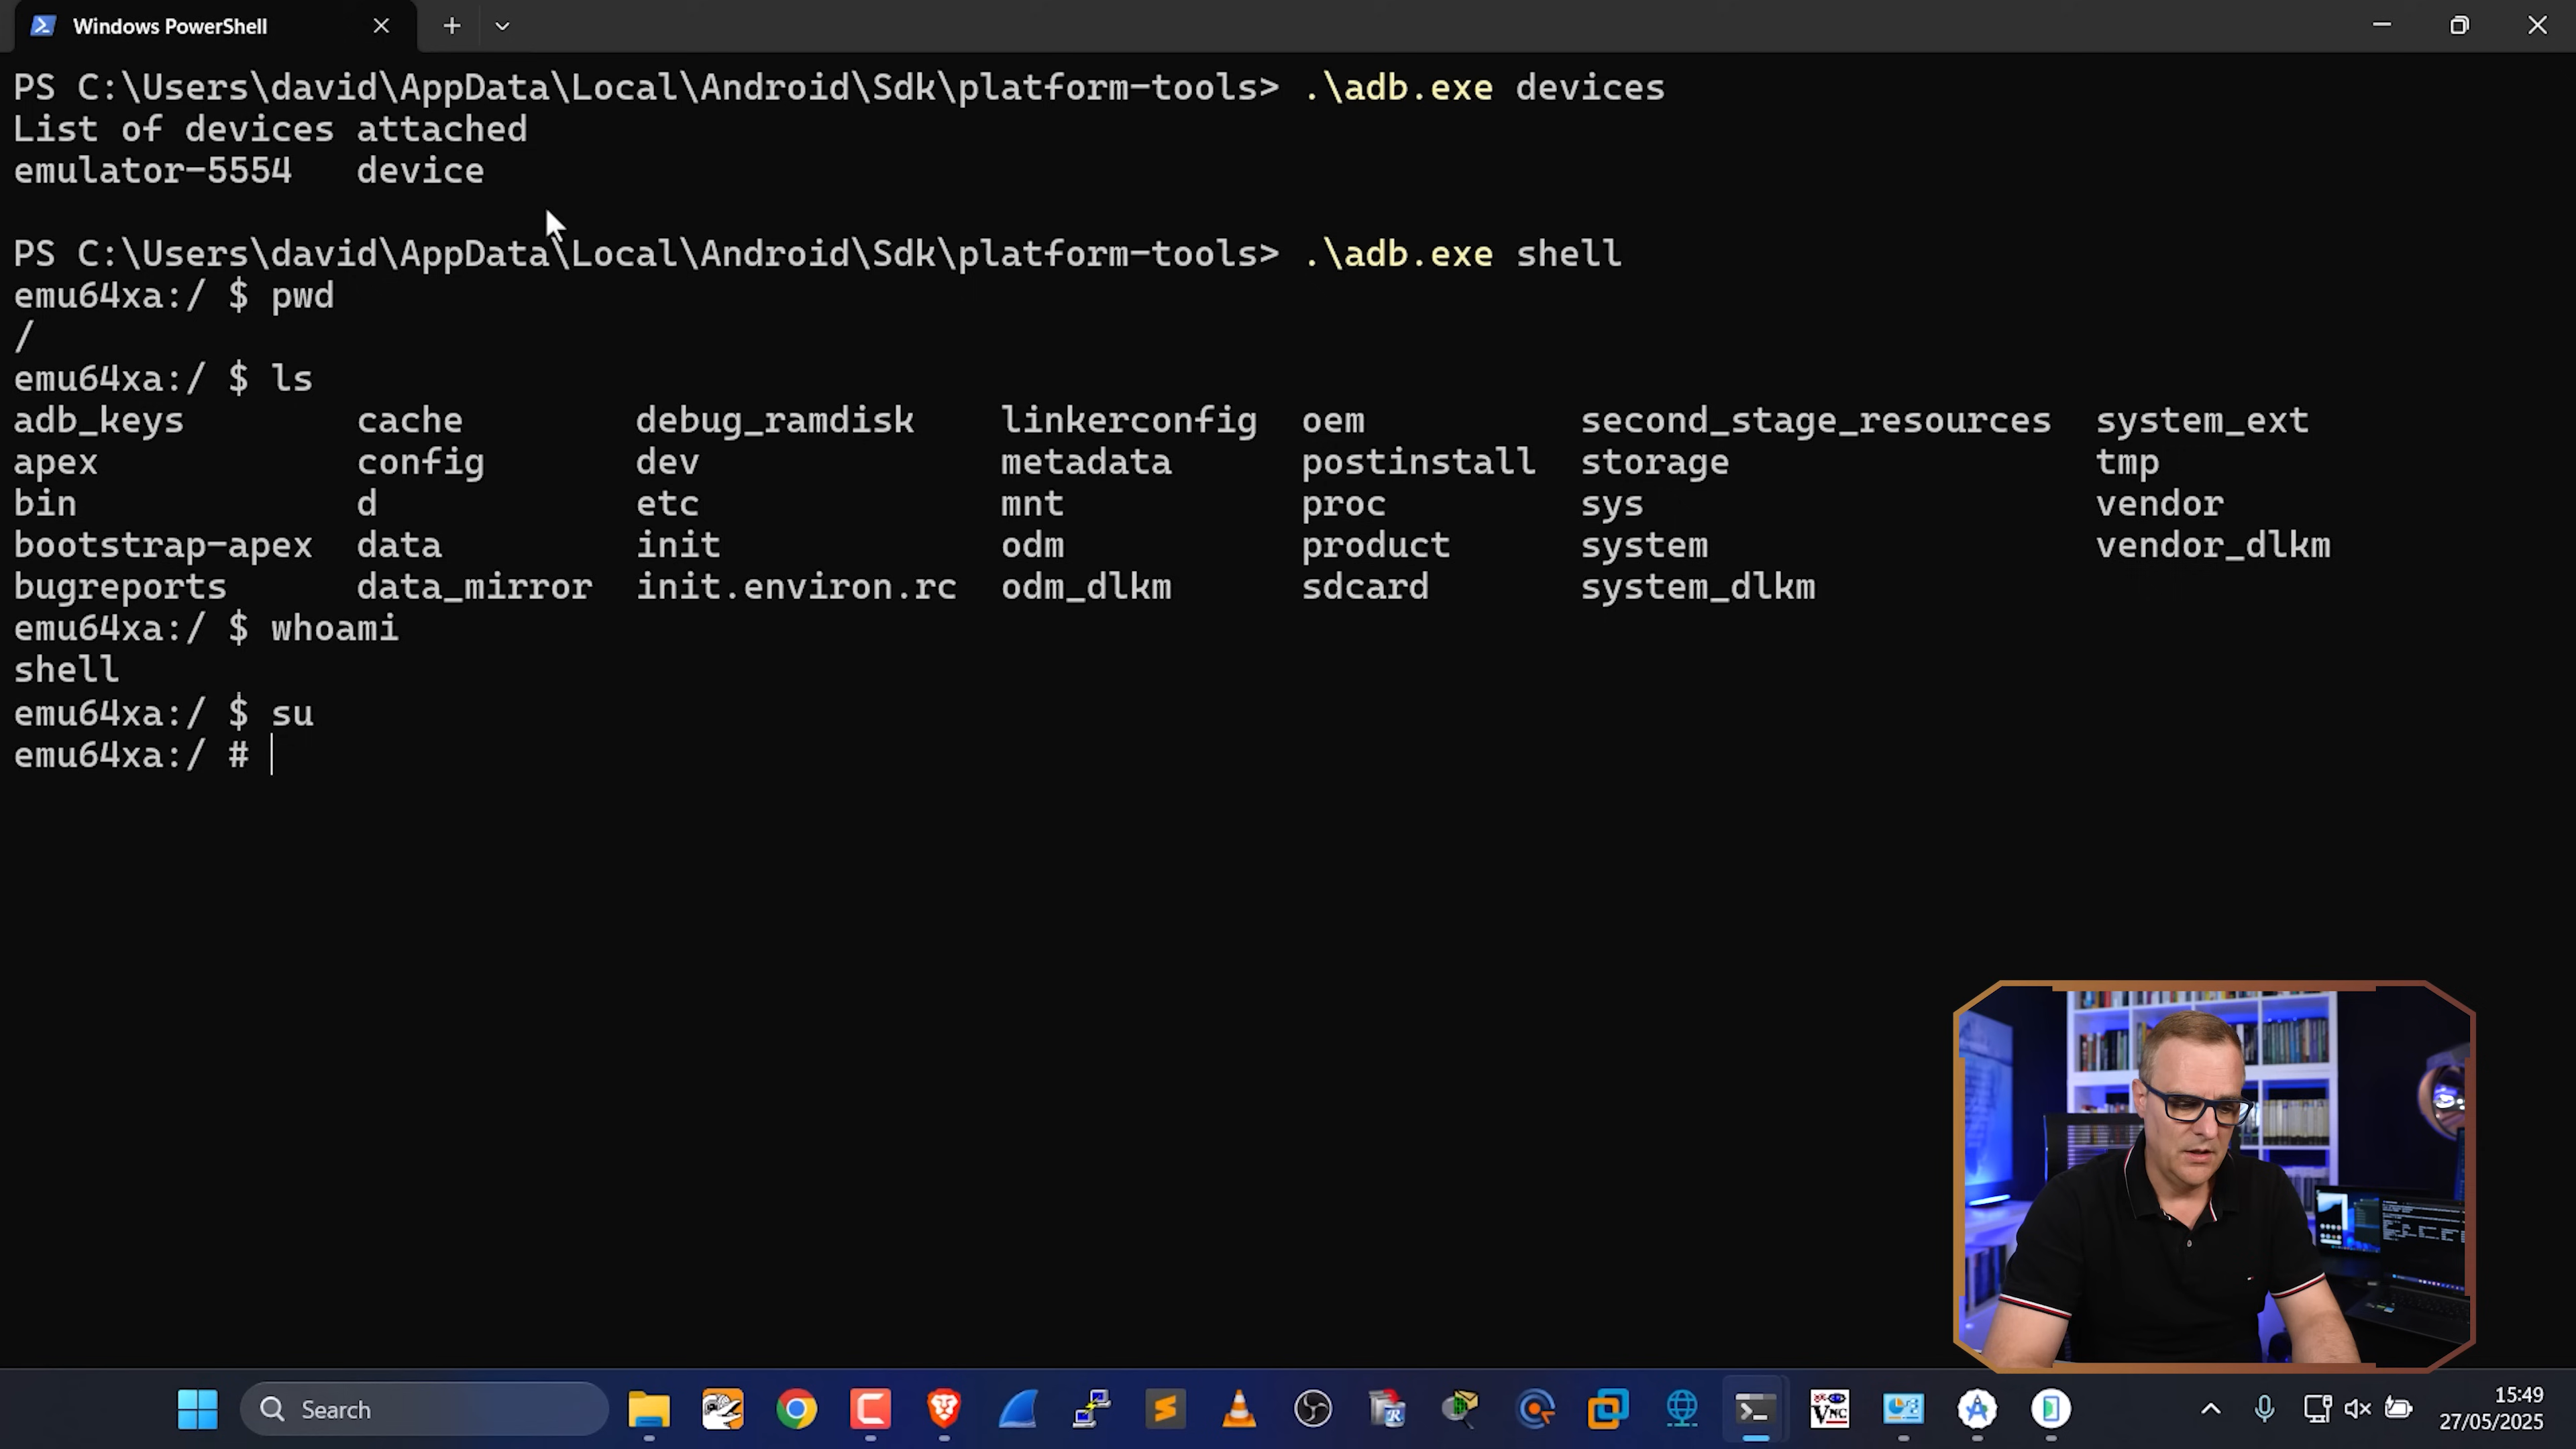 Windows PowerShell
PS C:\Users\david\AppData\Local\Android\Sdk\platform-tools> .\adb.exe devices
List of devices attached
emulator-5554   device
PS C:\Users\david\AppData\Local\Android\Sdk\platform-tools> .\adb.exe shell
emu64xa:/ $ pwd
/
emu64xa:/ $ ls
adb_keys        cache       debug_ramdisk    linkerconfig  oem          second_stage_resources  system_ext
apex            config      dev              metadata      postinstall  storage                 tmp
bin             d           etc              mnt           proc         sys                     vendor
bootstrap-apex  data        init             odm           product      system                  vendor_dlkm
bugreports      data_mirror init.environ.rc  odm_dlkm      sdcard       system_dlkm
emu64xa:/ $ whoami
shell
emu64xa:/ $ su
emu64xa:/ #
Search
VNC
15:49
27/05/2025